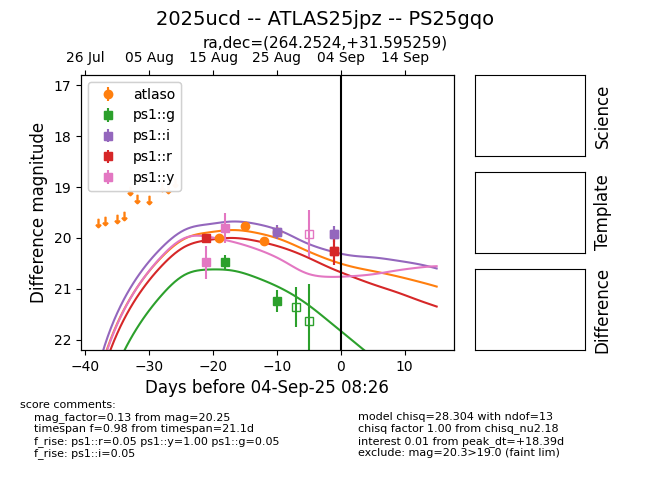 2025ucd -- ATLAS25jpz -- PS25gqo
ra,dec=(264.2524,+31.595259)
26 Jul 05 Aug 15 Aug 25 Aug 04 Sep 14 Sep
atlaso
ps1::g
ps1::i
ps1::r
ps1::y
17
18
19
20
21
22
Difference magnitude
−40 −30 −20 −10 0 10
Days before 04-Sep-25 08:26
Science
Template
Difference
score comments:
mag_factor=0.13 from mag=20.25
timespan f=0.98 from timespan=21.1d
f_rise: ps1::r=0.05 ps1::y=1.00 ps1::g=0.05
f_rise: ps1::i=0.05
model chisq=28.304 with ndof=13
chisq factor 1.00 from chisq_nu2.18
interest 0.01 from peak_dt=+18.39d
exclude: mag=20.3>19.0 (faint lim)